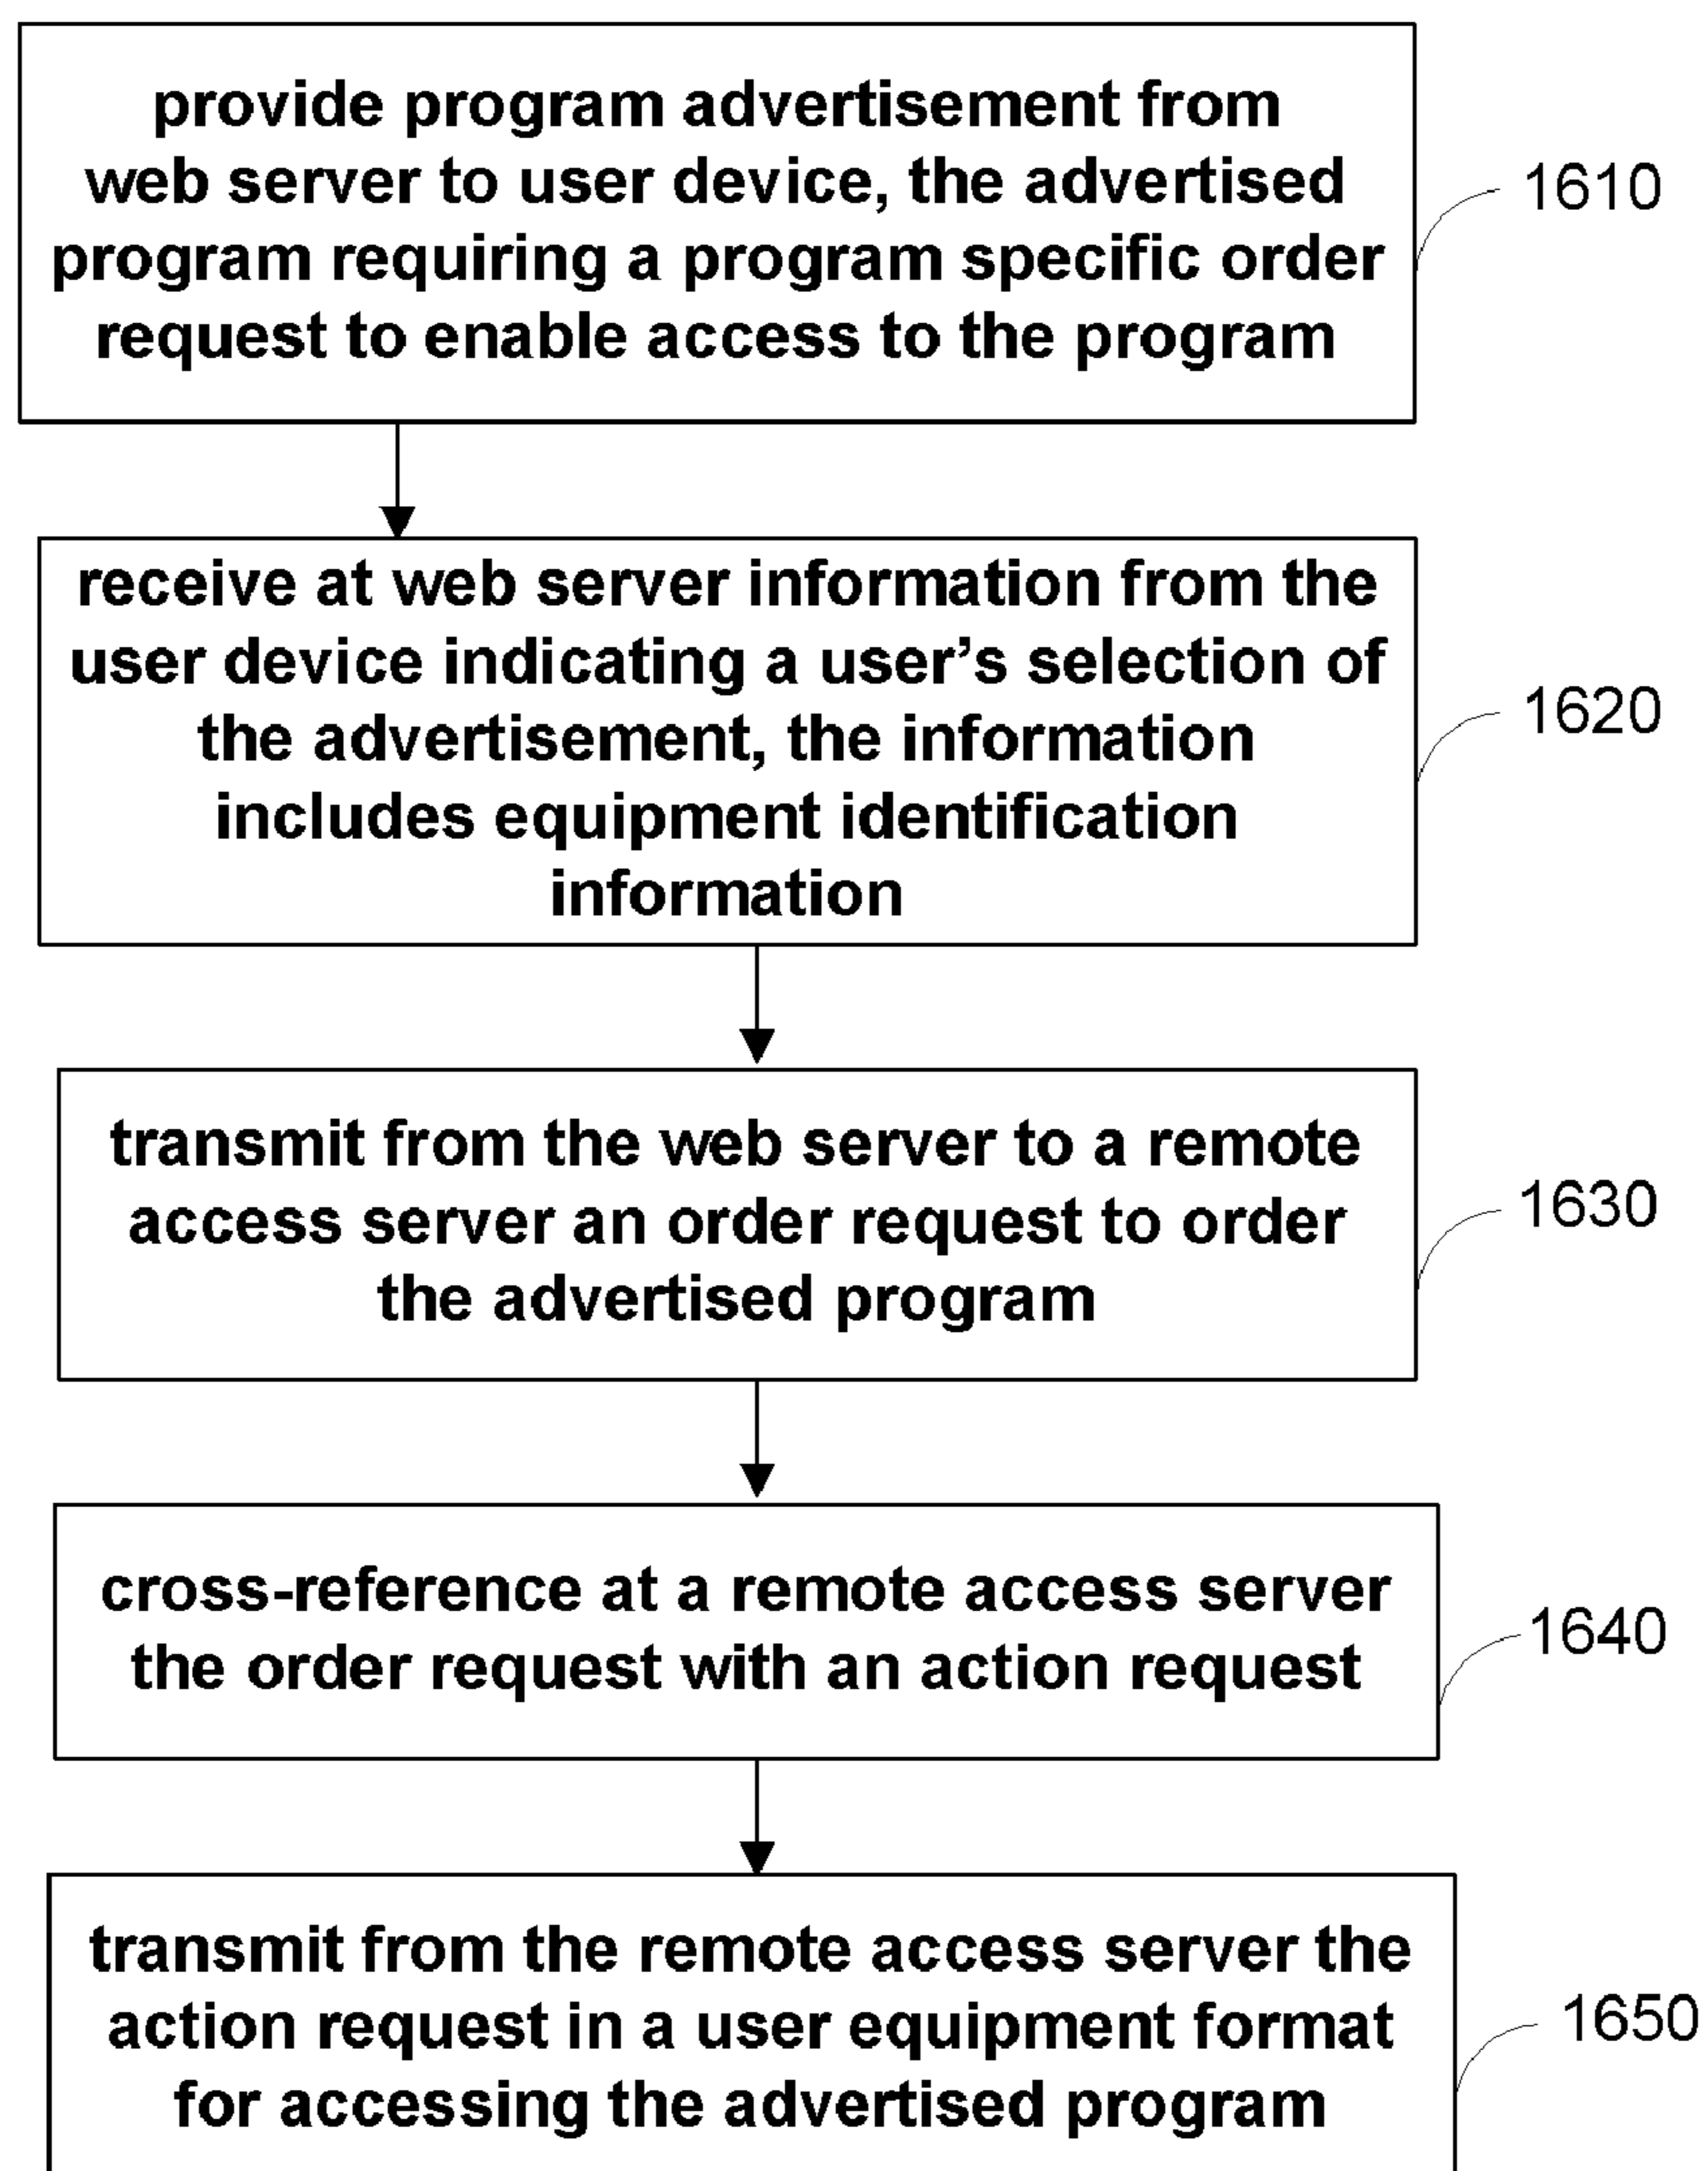 provide program advertisement from
web server to user device, the advertised
program requiring a program specific order
request to enable access to the program
1610
receive at web server information from the
user device indicating a user’s selection of
the advertisement, the information
includes equipment identification
information
1620
transmit from the web server to a remote
access server an order request to order
the advertised program
1630
cross-reference at a remote access server
the order request with an action request
1640
transmit from the remote access server the
action request in a user equipment format
for accessing the advertised program
1650